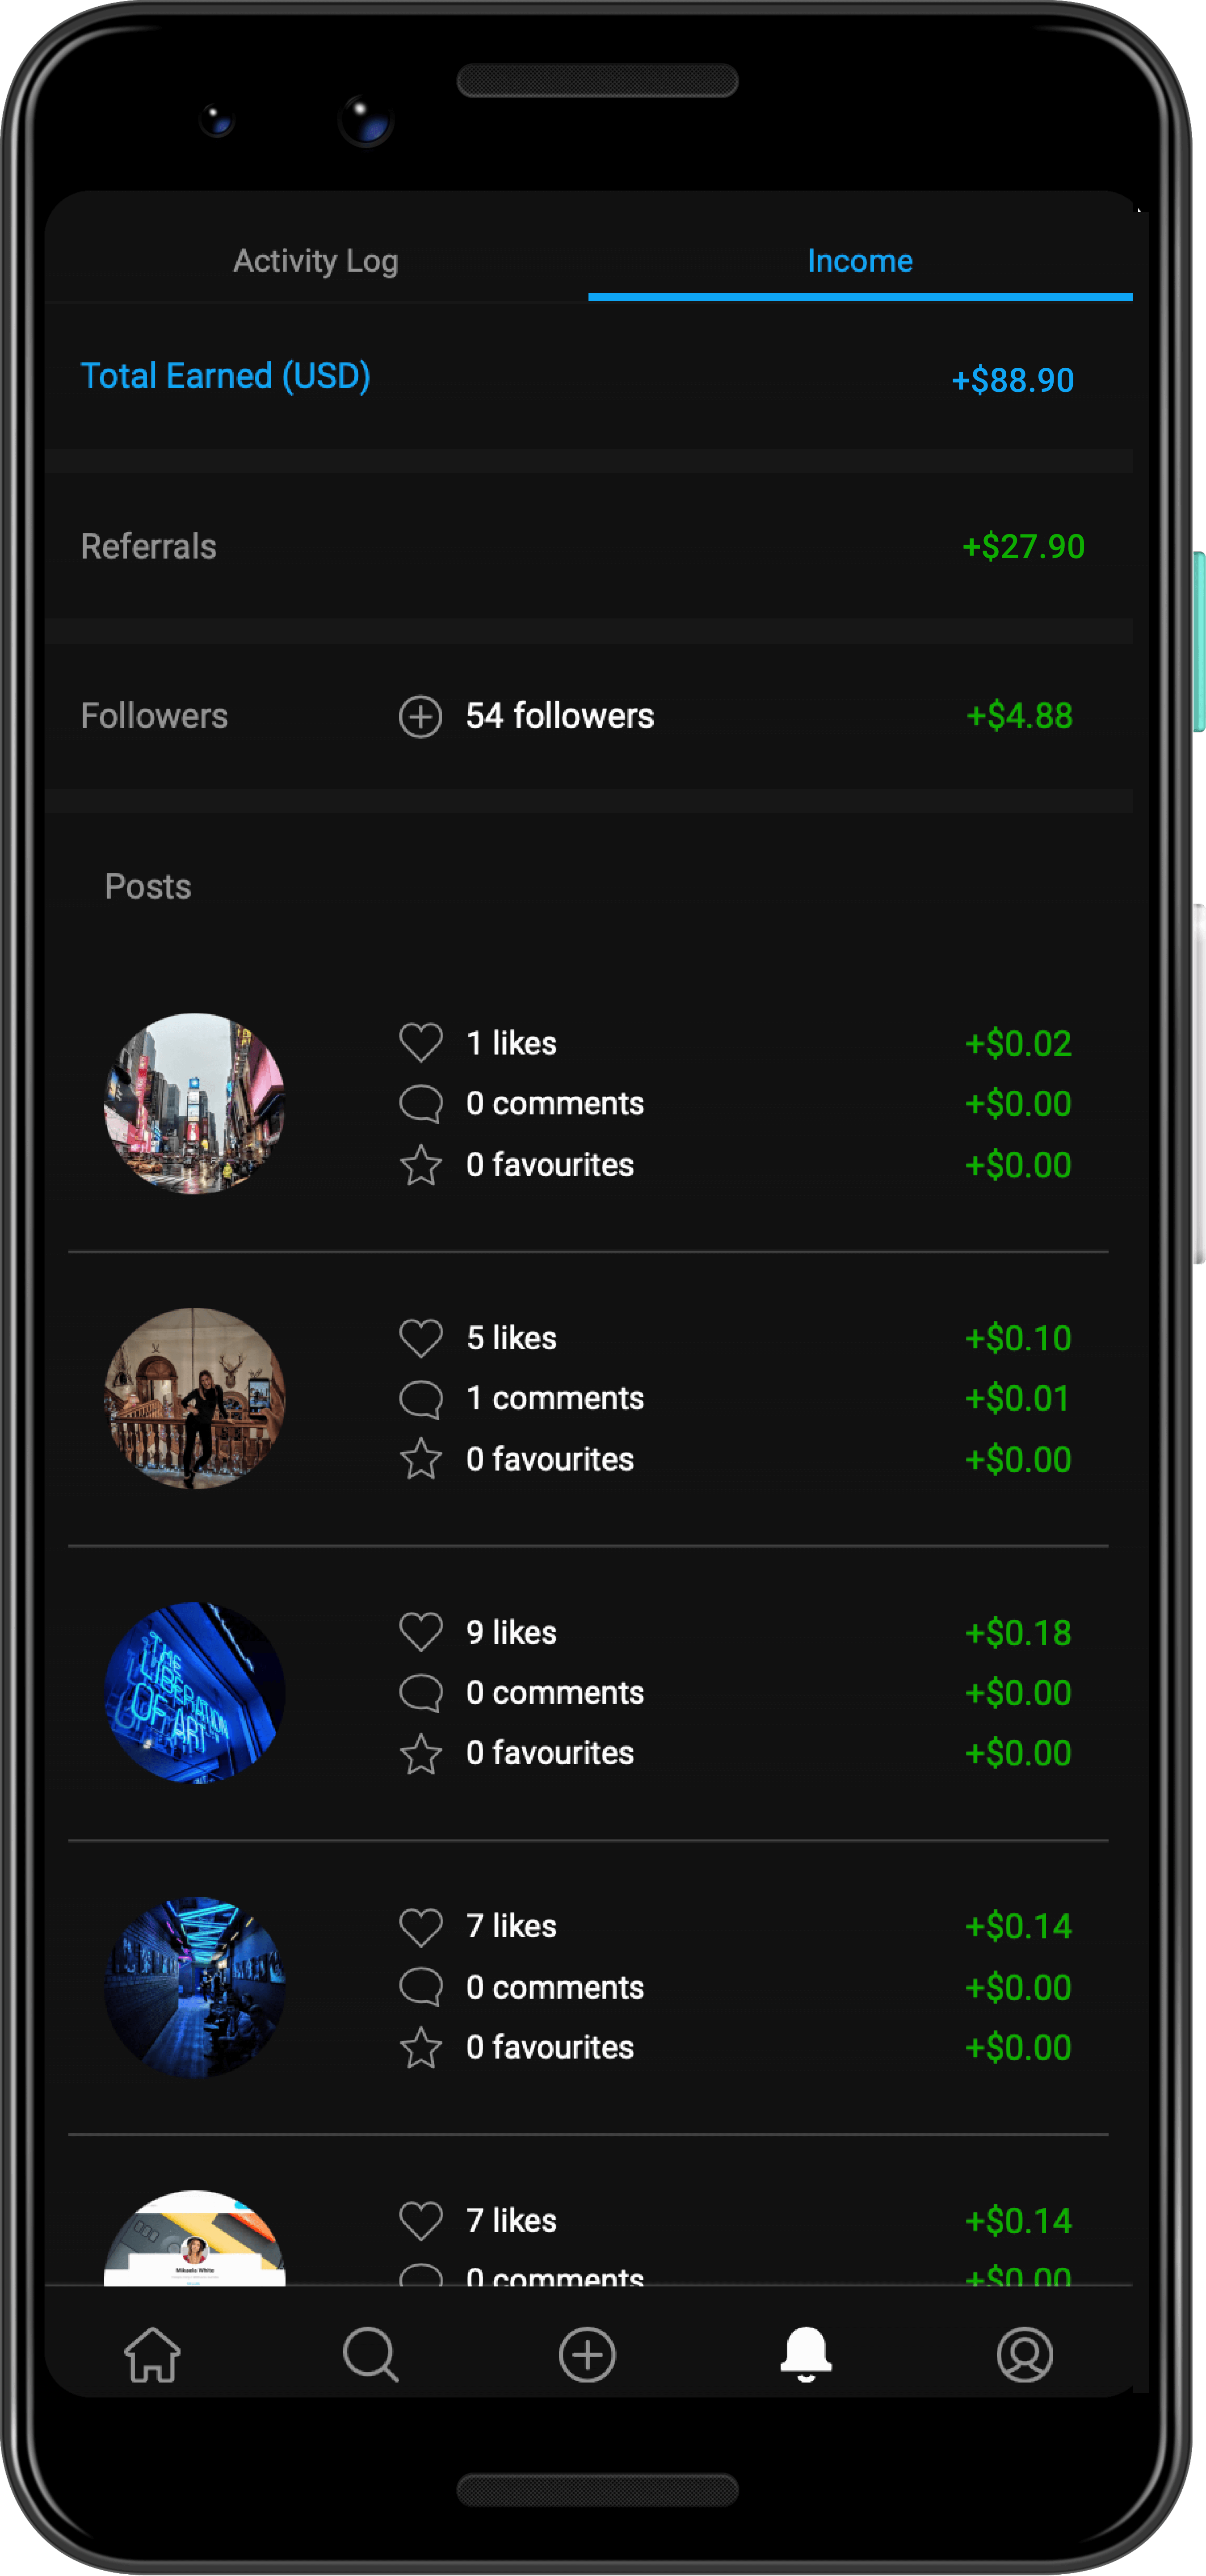 Activity Log Income
Total Earned (USD) +$88.90
Referrals +$27.90
Followers 54 followers +$4.88
Posts
1 likes +$0.02
0 comments +$0.00
0 favourites +$0.00
5 likes +$0.10
1 comments +$0.01
0 favourites +$0.00
9 likes +$0.18
THE
LIBERATION
OF ART
0 comments +$0.00
0 favourites +$0.00
7 likes +$0.14
0 comments +$0.00
0 favourites +$0.00
7 likes +$0.14
Mikaela White
0 comments +$0.00